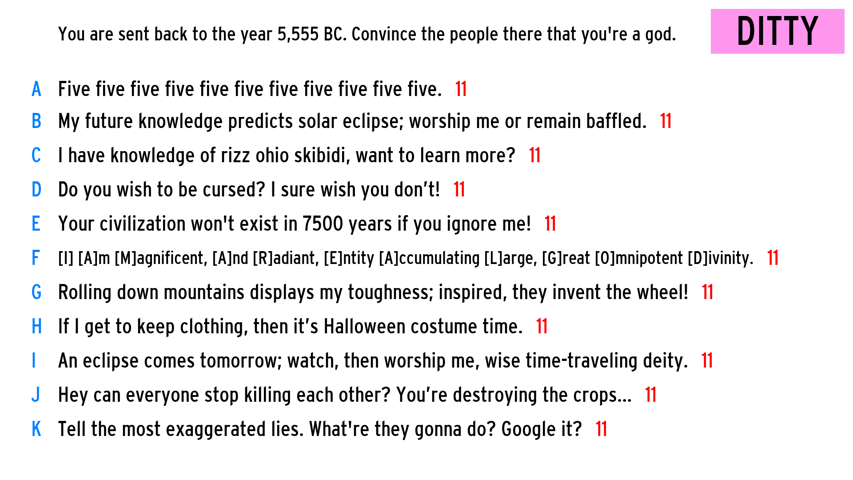 You are sent back to the year 5,555 BC. Convince the people there that you're a god.
DITTY
A Five five five five five five five five five five five. 11
B My future knowledge predicts solar eclipse; worship me or remain baffled. 11
C I have knowledge of rizz ohio skibidi, want to learn more? 11
D Do you wish to be cursed? I sure wish you don’t! 11
E Your civilization won't exist in 7500 years if you ignore me! 11
F [I] [A]m [M]agnificent, [A]nd [R]adiant, [E]ntity [A]ccumulating [L]arge, [G]reat [O]mnipotent [D]ivinity. 11
G Rolling down mountains displays my toughness; inspired, they invent the wheel! 11
H If I get to keep clothing, then it’s Halloween costume time. 11
I An eclipse comes tomorrow; watch, then worship me, wise time-traveling deity. 11
J Hey can everyone stop killing each other? You’re destroying the crops... 11
K Tell the most exaggerated lies. What're they gonna do? Google it? 11